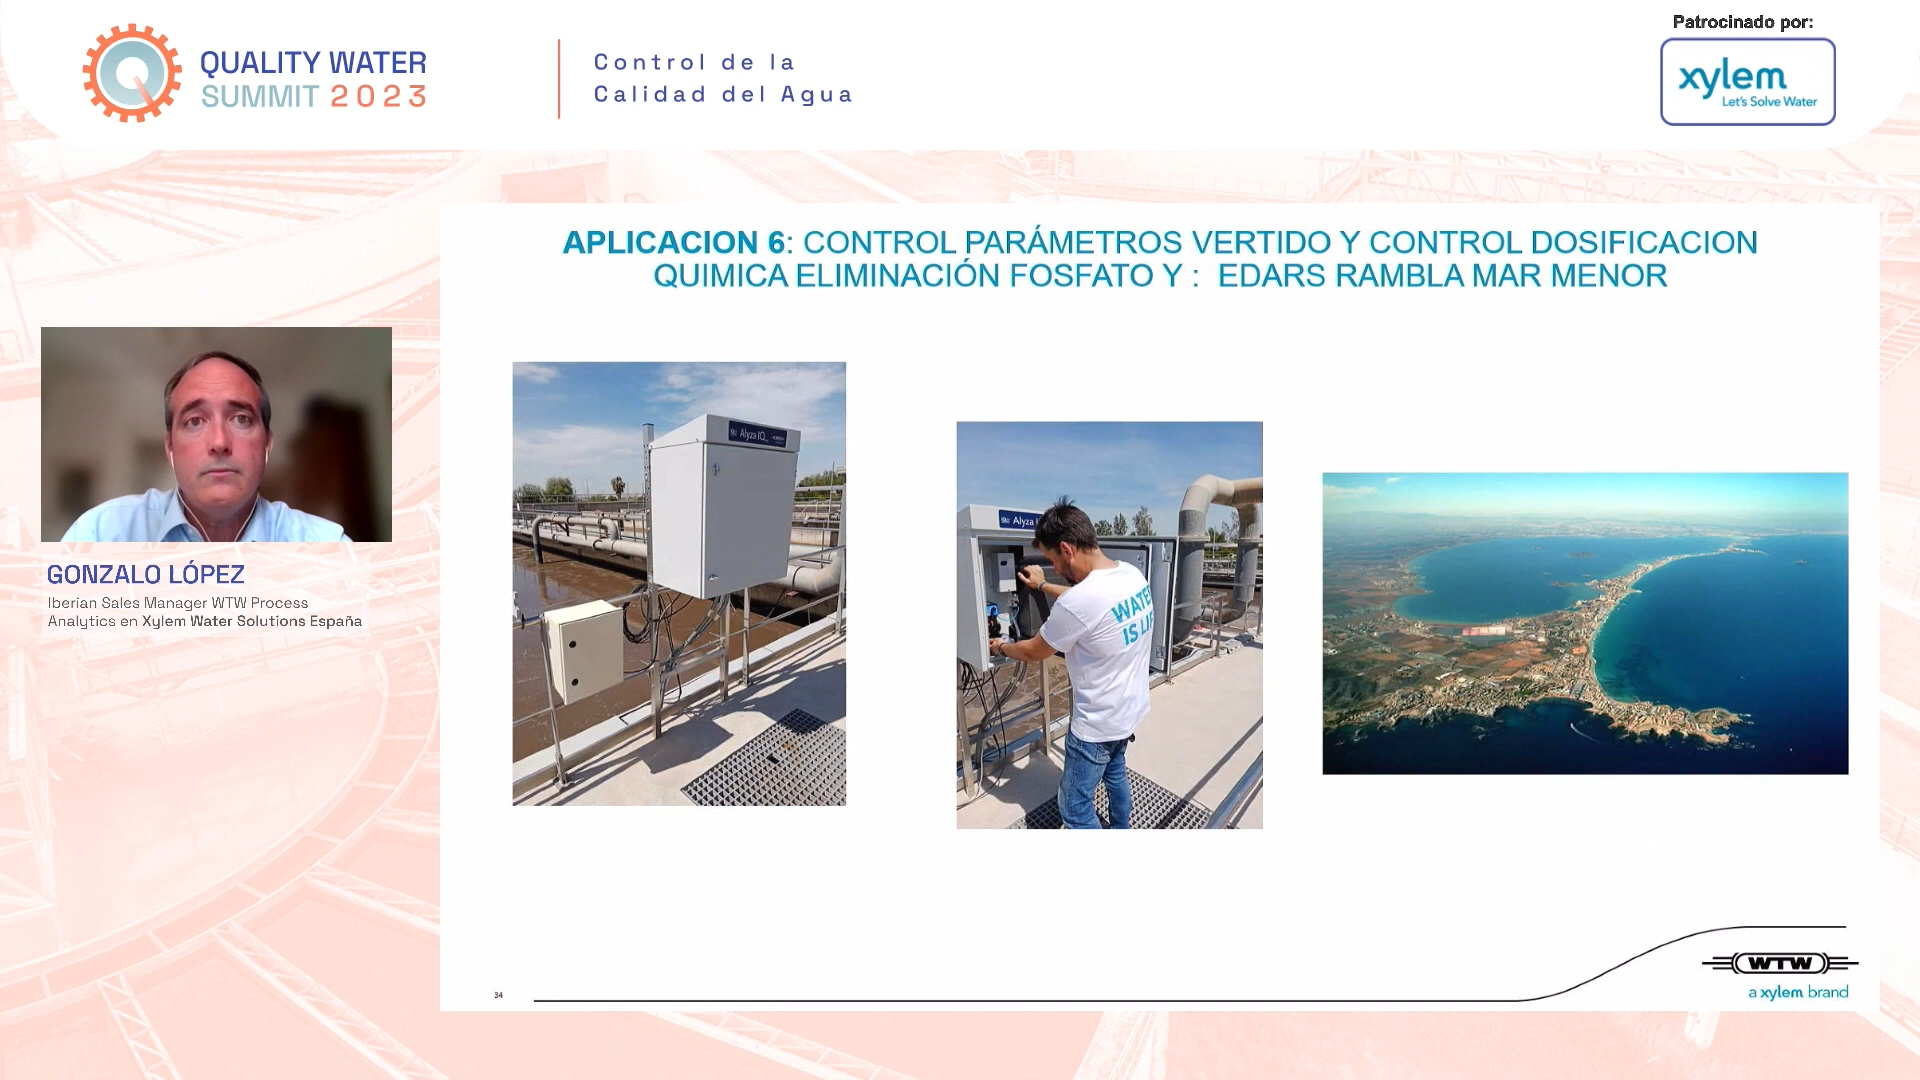 QUALITY WATER
SUMMIT 2023
Control de la
Calidad del Agua
Patrocinado por:
xylem
Let's Solve Water
APLICACION 6: CONTROL PARÁMETROS VERTIDO Y CONTROL DOSIFICACION
QUIMICA ELIMINACIÓN FOSFATO Y : EDARS RAMBLA MAR MENOR
GONZALO LÓPEZ
Iberian Sales Manager WTW Process
Analytics en Xylem Water Solutions España
Alyza IQ
Alyza
WATER
IS LI
34
WTW
a xylem brand